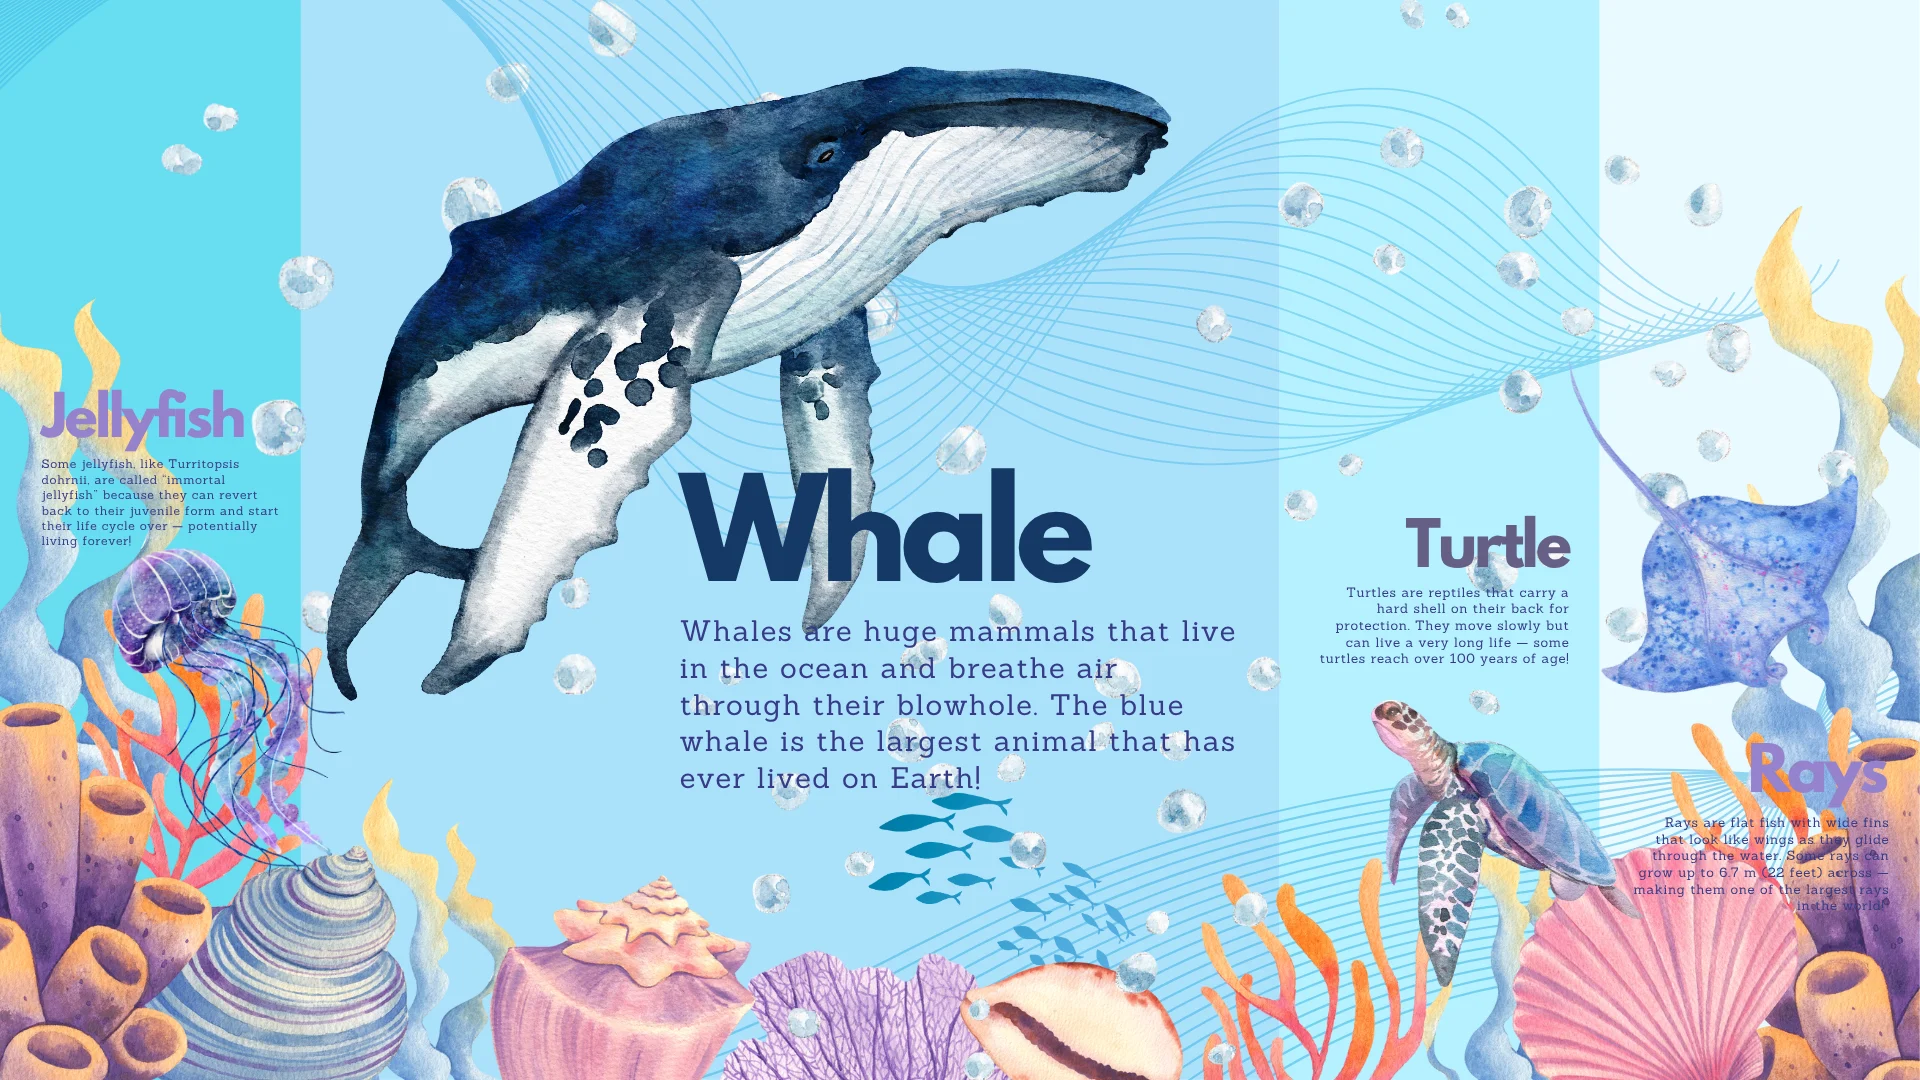 Jellyfish
Some jellyfish, like Turritopsis
dohrnii, are called “immortal
jellyfish” because they can revert
back to their juvenile form and start
their life cycle over — potentially
living forever!
Whale
Whales are huge mammals that live
in the ocean and breathe air
through their blowhole. The blue
whale is the largest animal that has
ever lived on Earth!
Turtle
Turtles are reptiles that carry a
hard shell on their back for
protection. They move slowly but
can live a very long life — some
turtles reach over 100 years of age!
Rays
Rays are flat fish with wide fins
that look like wings as they glide
through the water. Some rays can
grow up to 6.7 m (22 feet) across —
making them one of the largest rays
in the world!